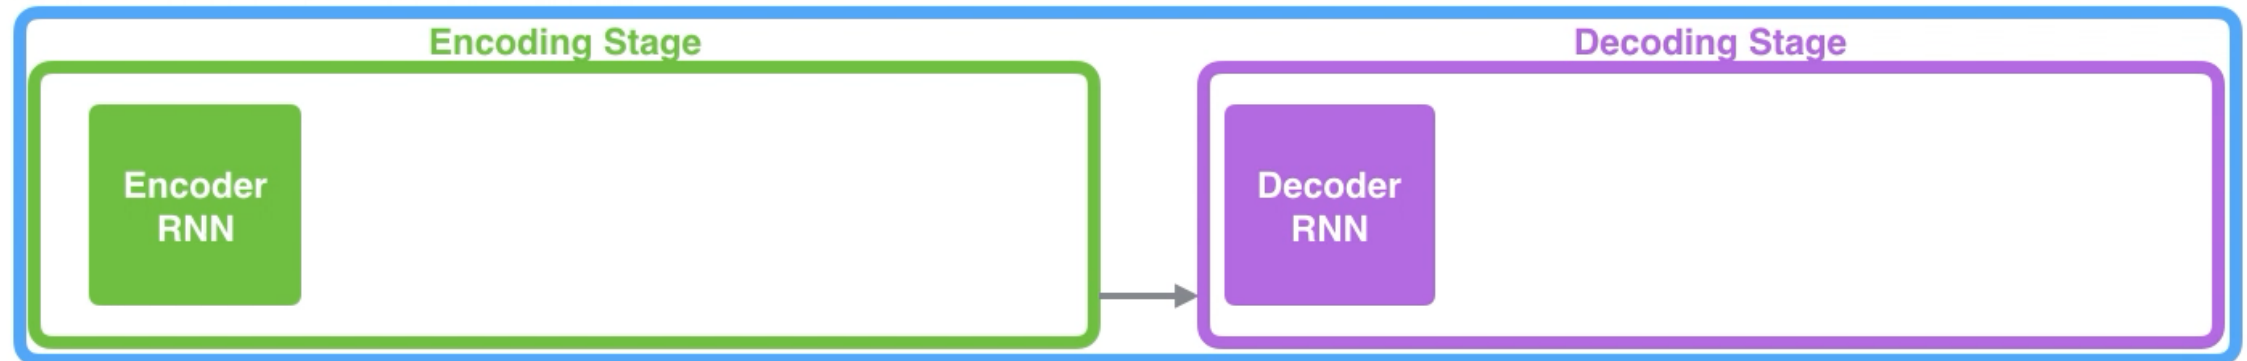 Encoding Stage
Decoding Stage
Encoder
RNN
Decoder
RNN